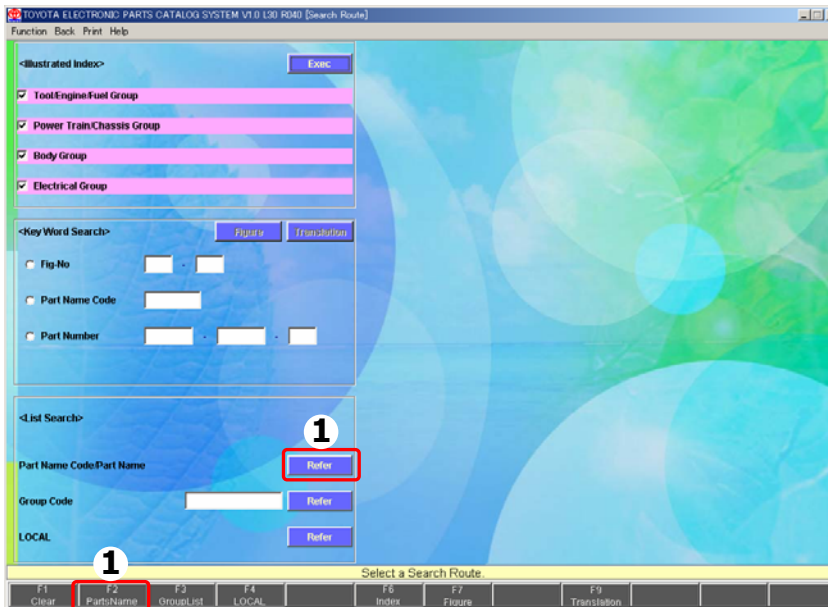 TOYOTA ELECTRONIC PARTS CATALOG SYSTEM V1.0 L30 R040 [Search Route]
Function Back Print Help
<Illustrated Index> Exec
Tool/Engine/Fuel Group
Power Train/Chassis Group
Body Group
Electrical Group
<Key Word Search> Figure Translation
Fig-No -
Part Name Code
Part Number - -
<List Search>
1
Part Name Code/Part Name Refer
Group Code Refer
LOCAL Refer
1
Select a Search Route.
F1 F2 F3 F4 F6 F7 F9
Clear PartsName GroupList LOCAL Index Figure Translation